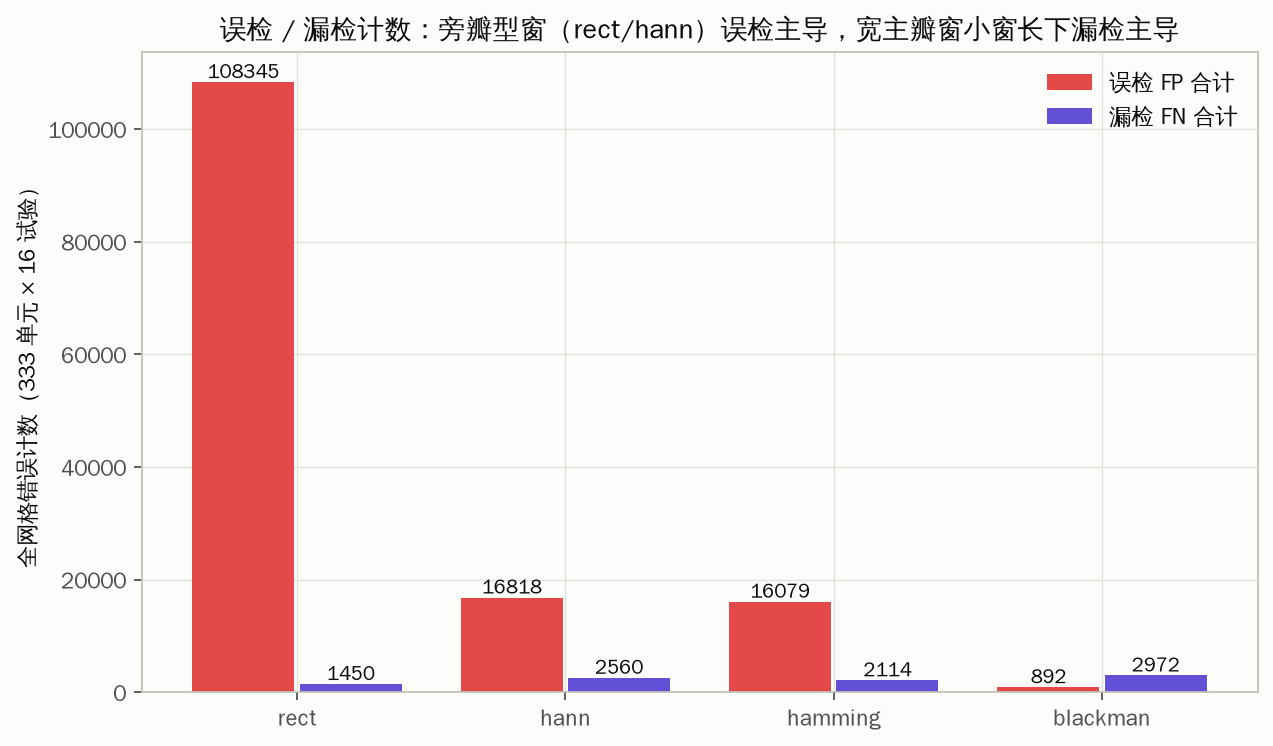 误检 / 漏检计数：旁瓣型窗（rect/hann）误检主导，宽主瓣窗小窗长下漏检主导
误检 FP 合计
漏检 FN 合计
全网格错误计数（333 单元 × 16 试验）
100000
80000
60000
40000
20000
0
108345
1450
16818
2560
16079
2114
892
2972
rect
hann
hamming
blackman